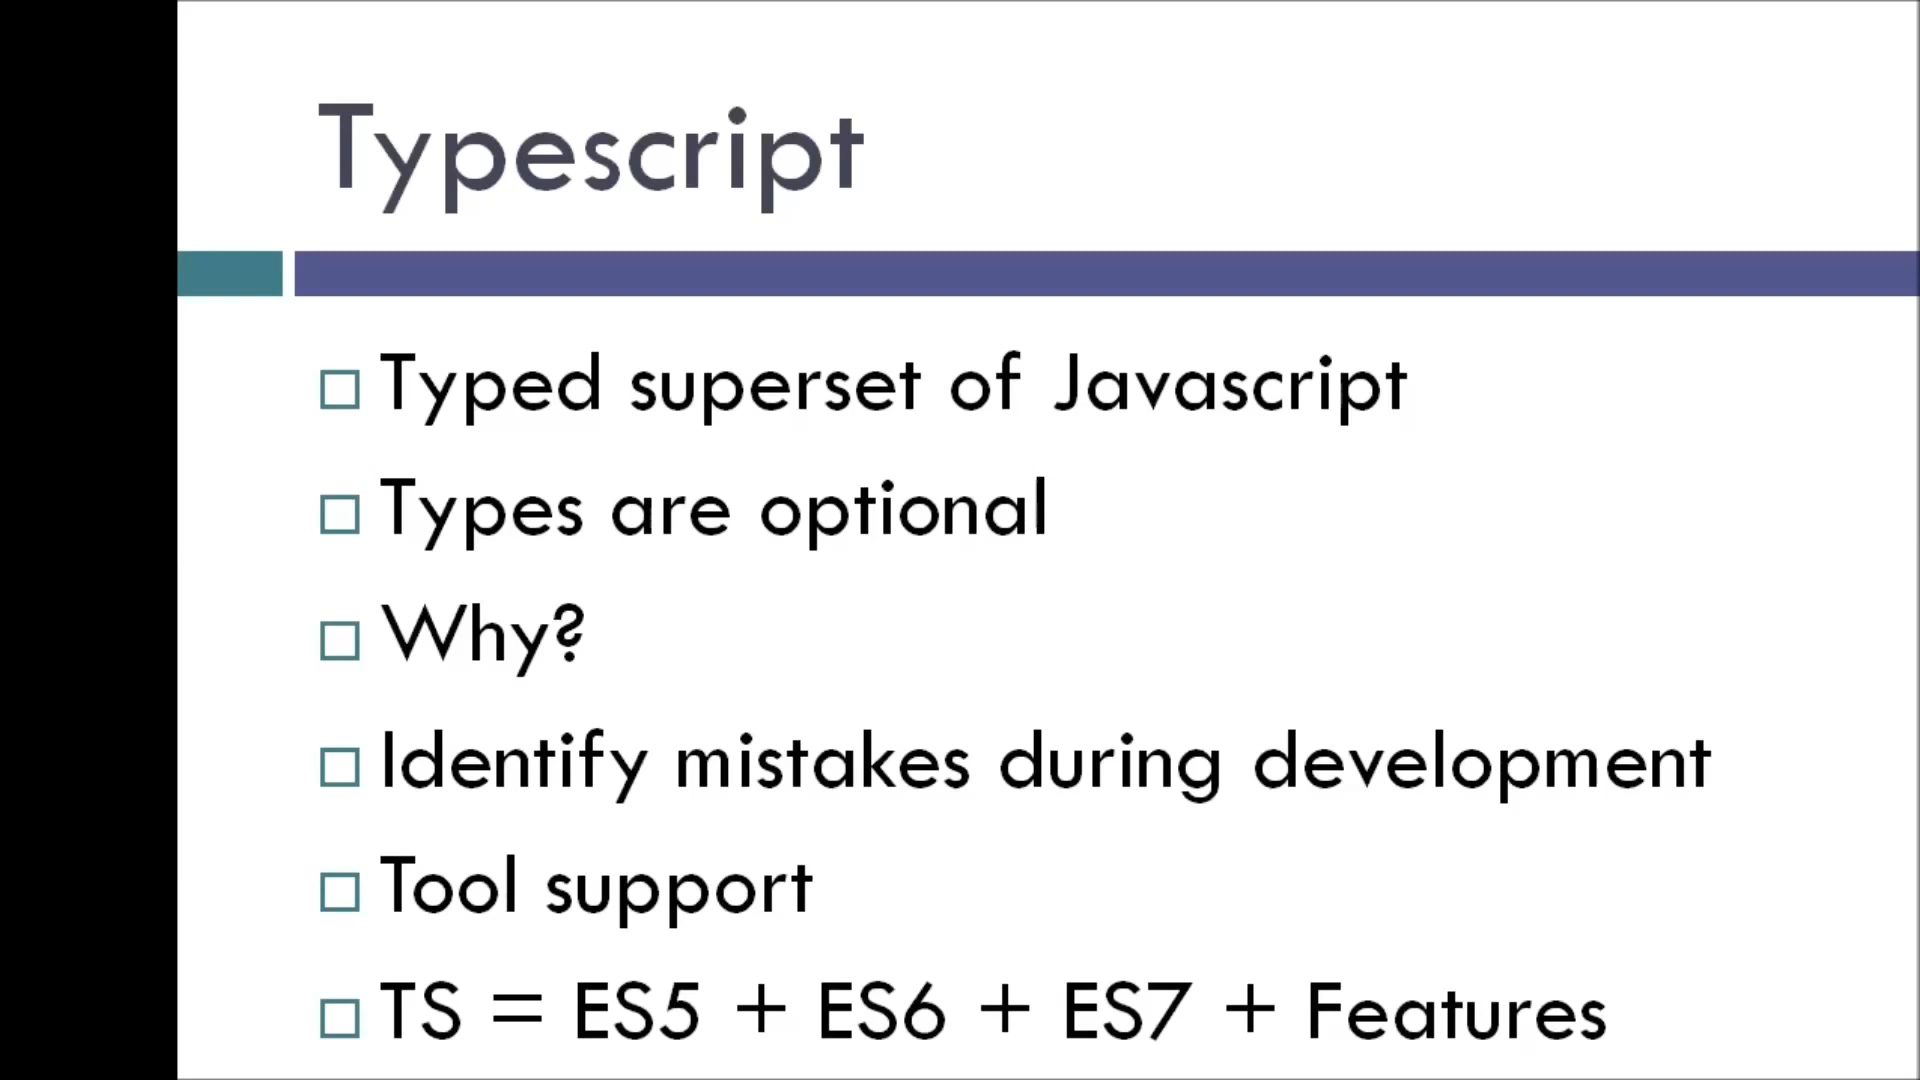 Typescript
Typed superset of Javascript
Types are optional
Why?
Identify mistakes during development
Tool support
TS = ES5 + ES6 + ES7 + Features